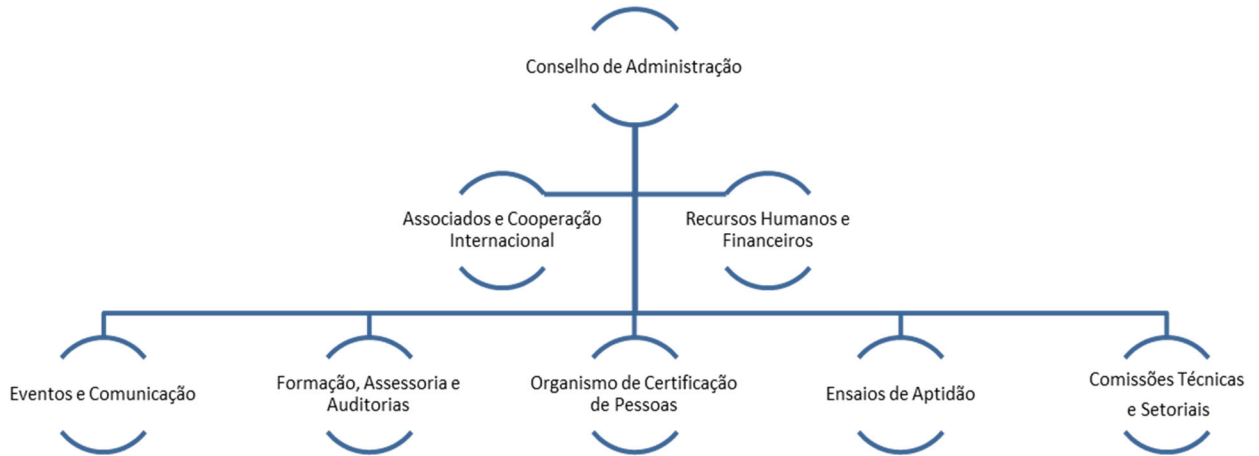 Conselho de Administração
Associados e Cooperação
Internacional
Recursos Humanos e
Financeiros
Eventos e Comunicação
Formação, Assessoria e
Auditorias
Organismo de Certificação
de Pessoas
Ensaios de Aptidão
Comissões Técnicas
e Setoriais